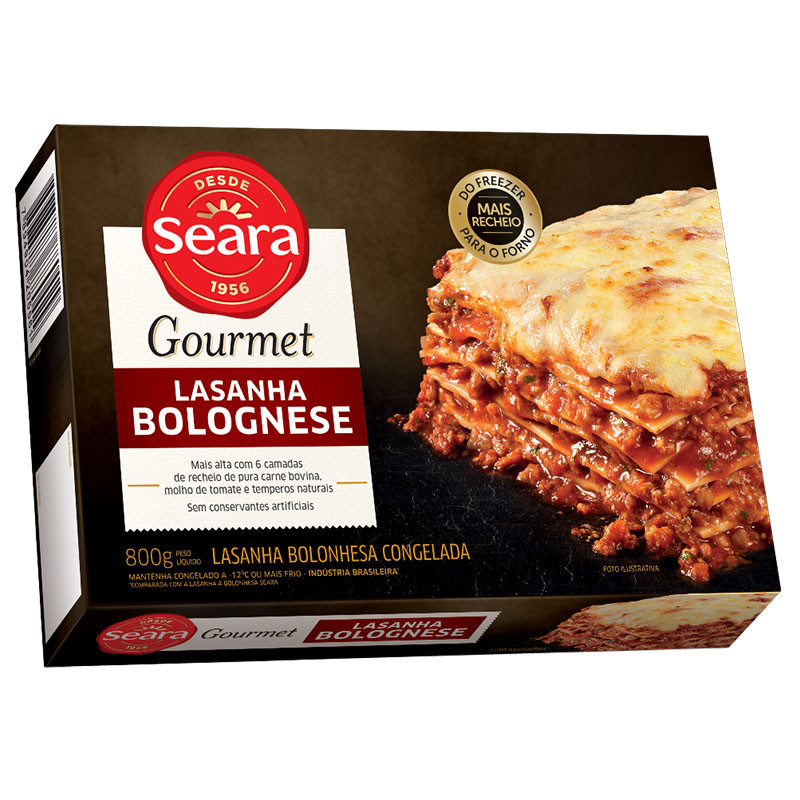 DESDE
Seara
1956
Gourmet
LASANHA
BOLOGNESE
Mais alta com 6 camadas
de recheio de pura carne bovina,
molho de tomate e temperos naturais
Sem conservantes artificiais
DO FREEZER
MAIS
RECHEIO
PARA O FORNO
800g PESO LÍQUIDO LASANHA BOLONHESA CONGELADA
MANTENHA CONGELADO A -12°C OU MAIS FRIO - INDÚSTRIA BRASILEIRA
*COMPARADA COM A LASANHA À BOLONHESA SEARA
FOTO ILUSTRATIVA
DESDE
Seara
1956
Gourmet
LASANHA
BOLOGNESE